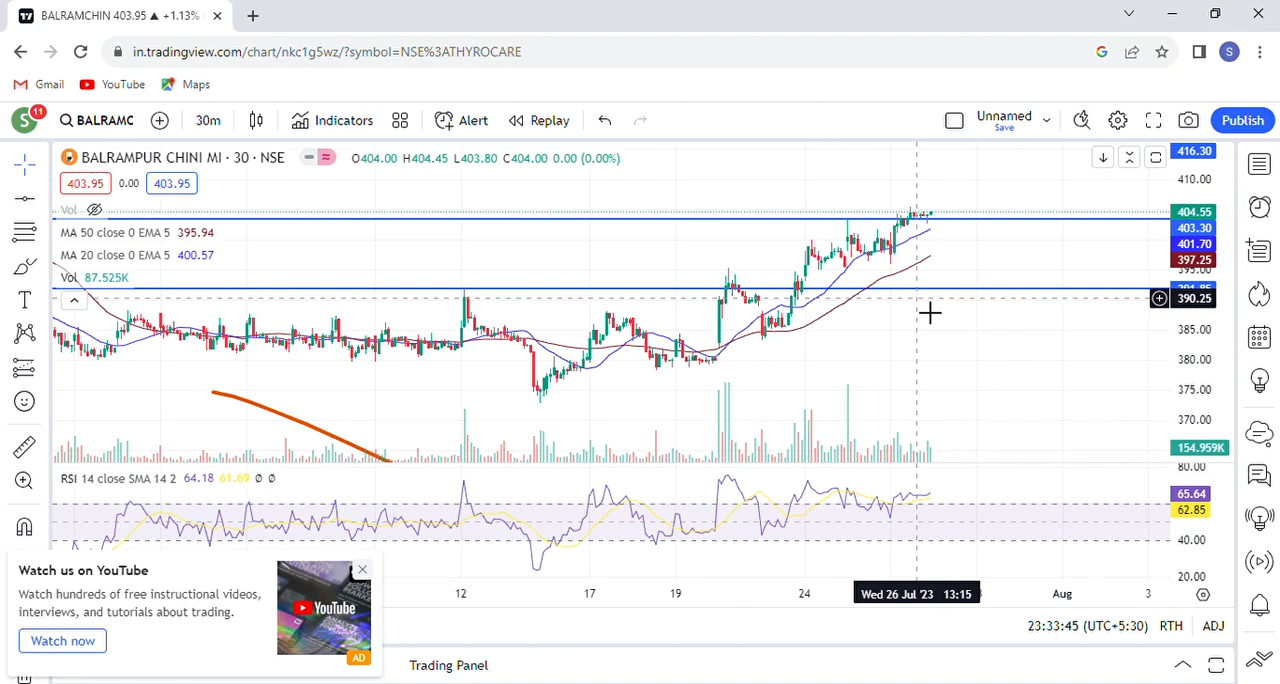 BALRAMCHIN 403.95 ▲ +1.13%
in.tradingview.com/chart/nkc1g5wz/?symbol=NSE%3ATHYROCARE
S
Gmail YouTube Maps
S 11 BALRAMC 30m Indicators Alert Replay Unnamed Save Publish
BALRAMPUR CHINI MI · 30 · NSE O404.00 H404.45 L403.80 C404.00 0.00 (0.00%)
403.95 0.00 403.95
Vol
MA 50 close 0 EMA 5 395.94
MA 20 close 0 EMA 5 400.57
Vol 87.525K
416.30
410.00
404.55
403.30
401.70
397.25
395.00
391.85
390.25
385.00
380.00
375.00
370.00
154.959K
RSI 14 close SMA 14 2 64.18 61.69 Ø Ø
80.00
65.64
62.85
40.00
20.00
12 17 19 24 Wed 26 Jul '23 13:15 Aug 3
Watch us on YouTube
Watch hundreds of free instructional videos,
interviews, and tutorials about trading.
Watch now
YouTube
AD
23:33:45 (UTC+5:30) RTH ADJ
Trading Panel